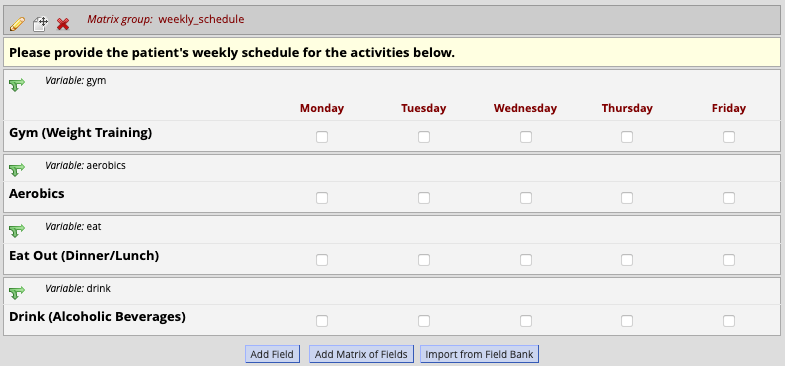 Matrix group: weekly_schedule
Please provide the patient's weekly schedule for the activities below.
Variable: gym
Monday Tuesday Wednesday Thursday Friday
Gym (Weight Training)
Variable: aerobics
Aerobics
Variable: eat
Eat Out (Dinner/Lunch)
Variable: drink
Drink (Alcoholic Beverages)
Add Field Add Matrix of Fields Import from Field Bank